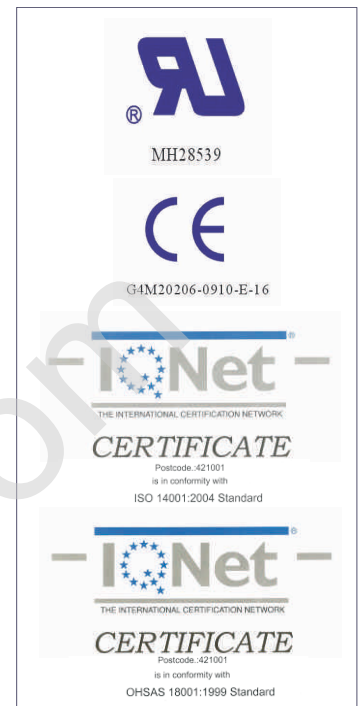 ®
MH28539
CE
G4M20206-0910-E-16
®
IQNet
THE INTERNATIONAL CERTIFICATION NETWORK
CERTIFICATE
Postcode.:421001
is in conformity with
ISO 14001:2004 Standard
®
IQNet
THE INTERNATIONAL CERTIFICATION NETWORK
CERTIFICATE
Postcode.:421001
is in conformity with
OHSAS 18001:1999 Standard